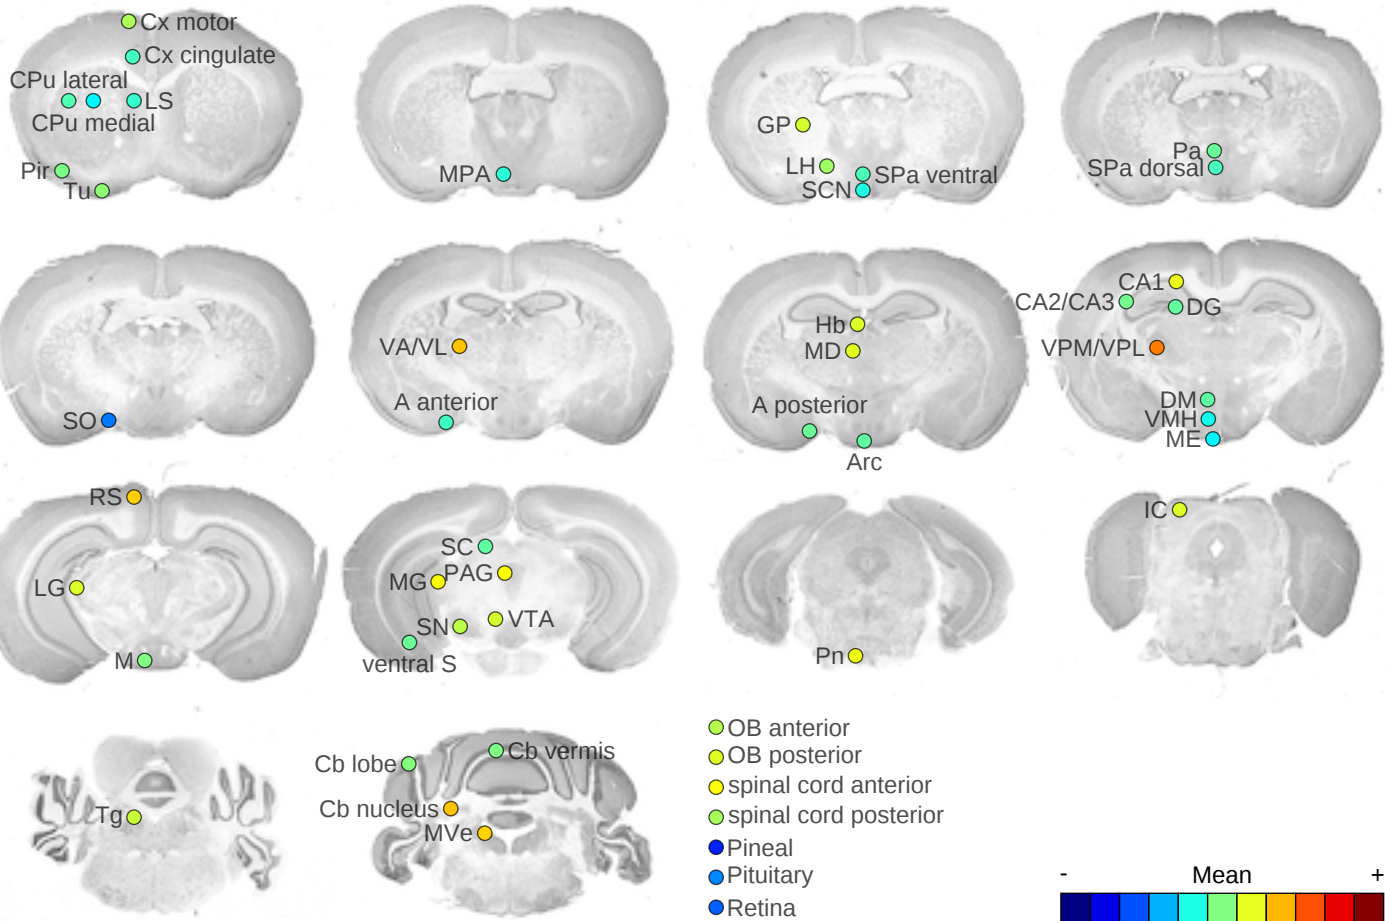 Cx motor
Cx cingulate
CPu lateral
LS
CPu medial
Pir
Tu
MPA
GP
LH
SPa ventral
SCN
Pa
SPa dorsal
SO
VA/VL
A anterior
Hb
MD
A posterior
Arc
CA1
CA2/CA3
DG
VPM/VPL
DM
VMH
ME
RS
LG
M
SC
MG
PAG
SN
VTA
ventral S
Pn
IC
Tg
Cb lobe
Cb vermis
Cb nucleus
MVe
OB anterior
OB posterior
spinal cord anterior
spinal cord posterior
Pineal
Pituitary
Retina
- Mean +